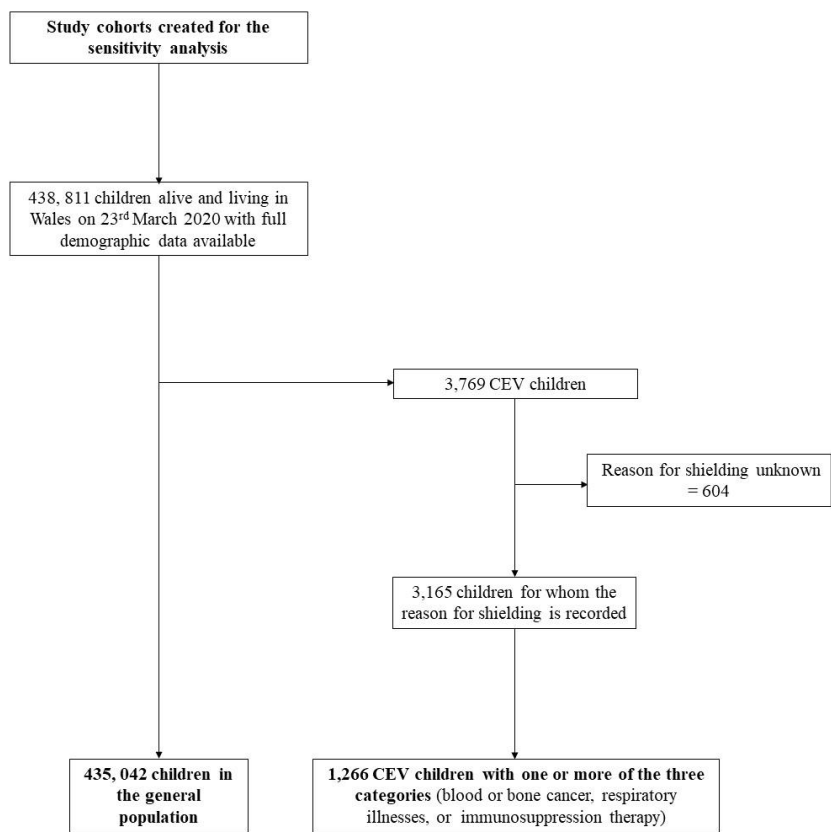 Study cohorts created for the
sensitivity analysis
438, 811 children alive and living in
Wales on 23rd March 2020 with full
demographic data available
3,769 CEV children
Reason for shielding unknown
= 604
3,165 children for whom the
reason for shielding is recorded
435, 042 children in
the general
population
1,266 CEV children with one or more of the three
categories (blood or bone cancer, respiratory
illnesses, or immunosuppression therapy)